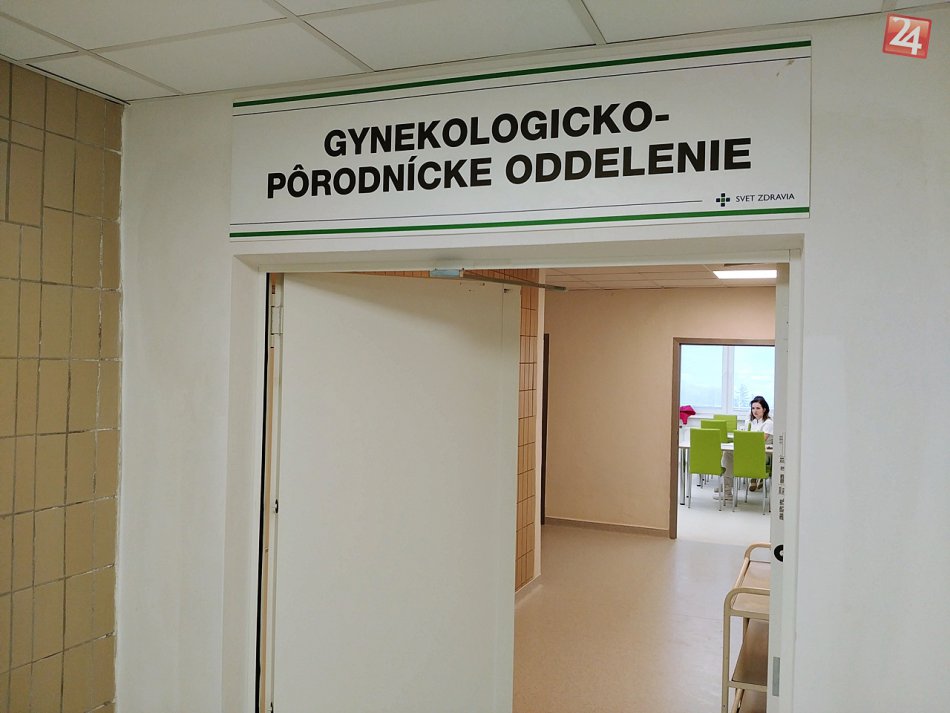 24
GYNEKOLOGICKO-
PÔRODNÍCKE ODDELENIE
SVET ZDRAVIA